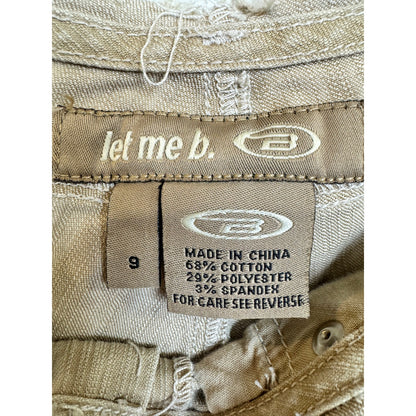 let me b. B
B
9
MADE IN CHINA
68% COTTON
29% POLYESTER
3% SPANDEX
FOR CARE SEE REVERSE